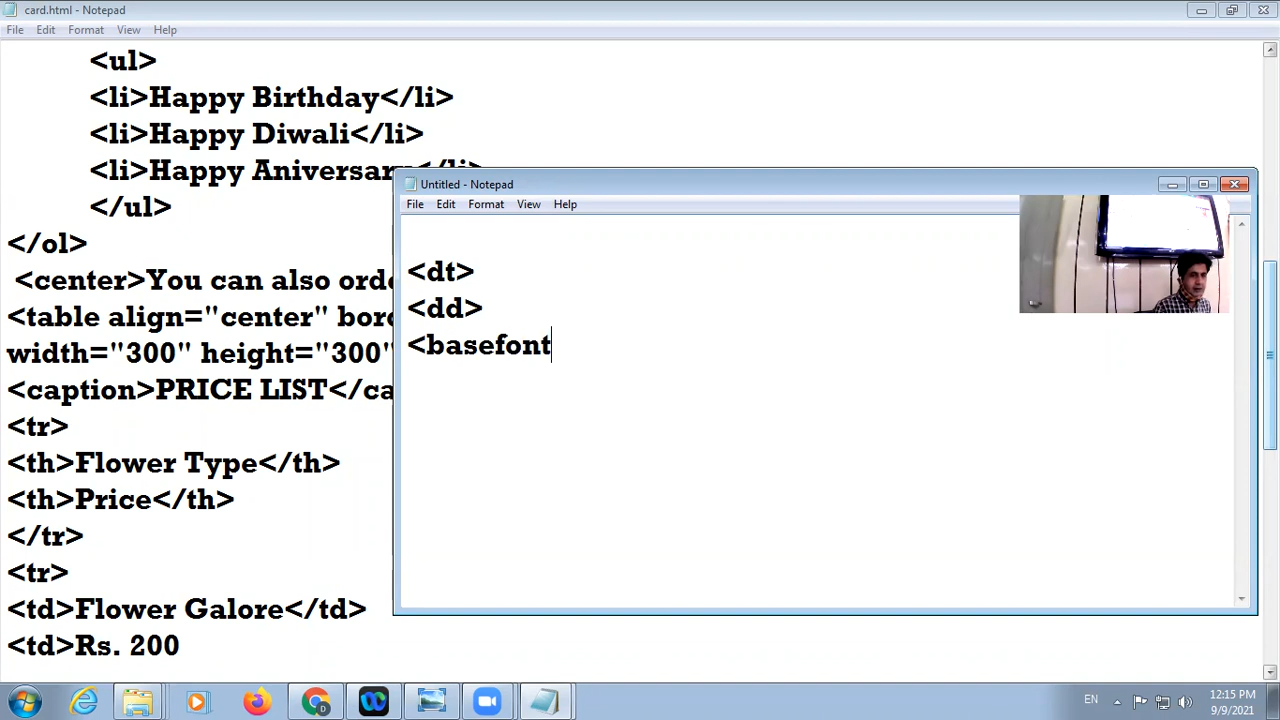 card.html - Notepad
File Edit Format View Help
<ul>
<li>Happy Birthday</li>
<li>Happy Diwali</li>
<li>Happy Aniversary</li>
</ul>
</ol>
<center>You can also orde
<table align="center" bor
width="300" height="300"
<caption>PRICE LIST</ca
<tr>
<th>Flower Type</th>
<th>Price</th>
</tr>
<tr>
<td>Flower Galore</td>
<td>Rs. 200
Untitled - Notepad
File Edit Format View Help
<dt>
<dd>
<basefont
EN
12:15 PM
9/9/2021